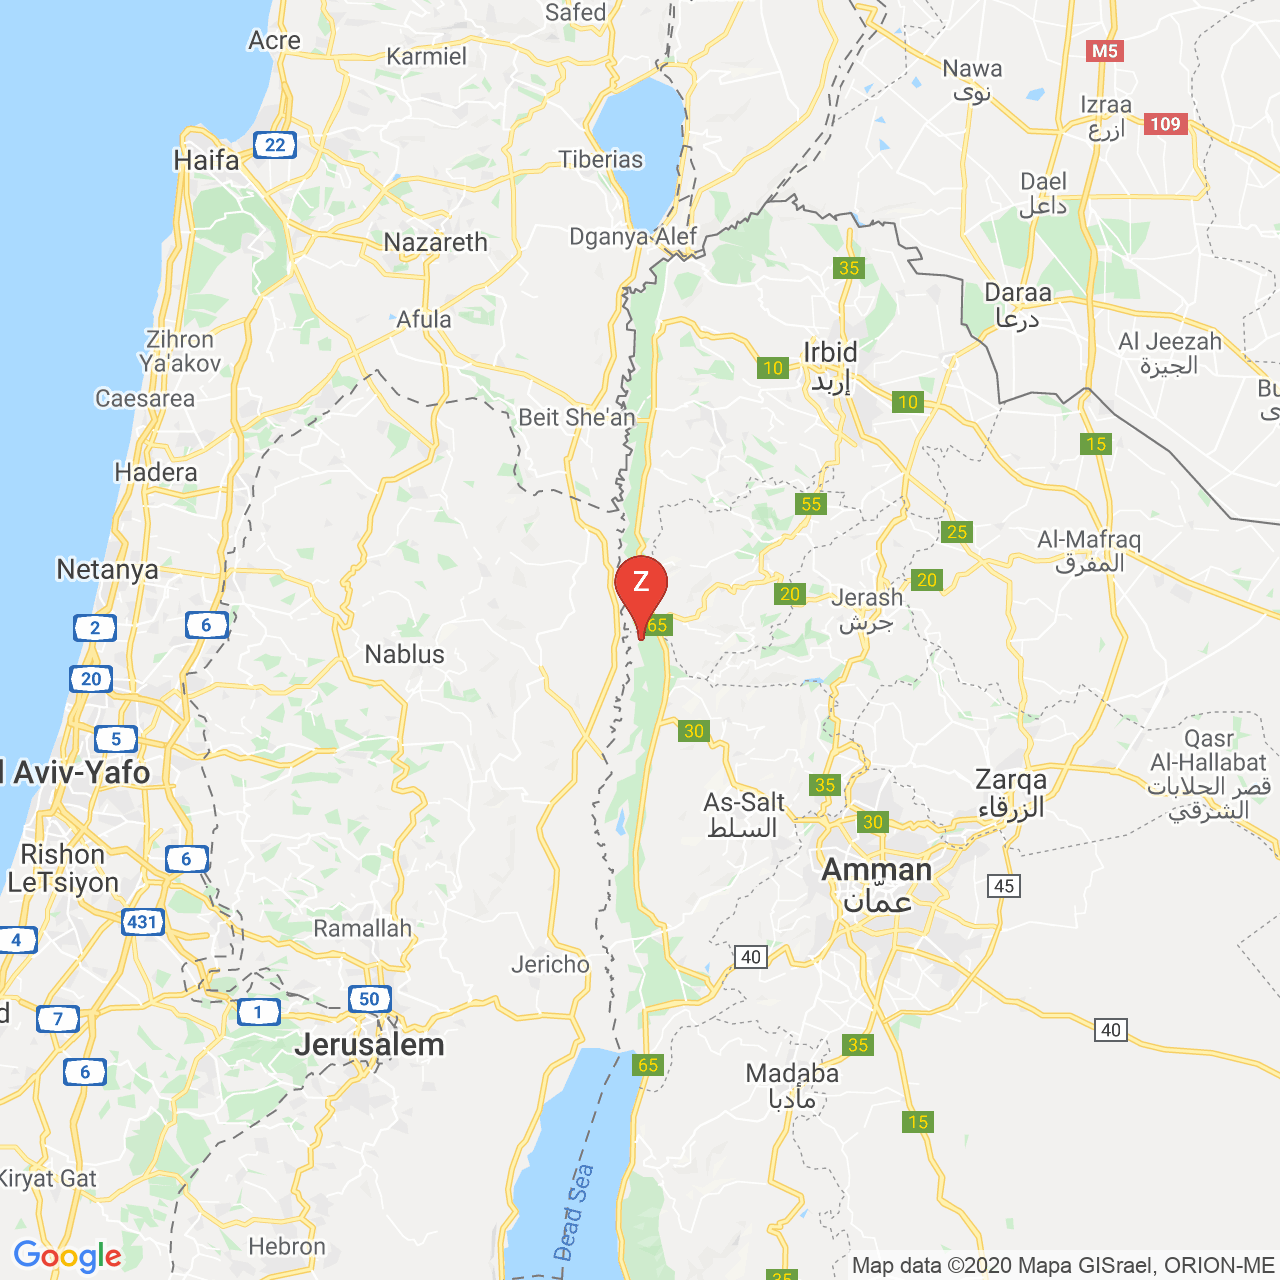 Safed
Acre
Karmiel
M5
Nawa
نوى
Izraa
ازرع
109
22
Haifa
Tiberias
Dael
داعل
Nazareth
Dganya Alef
35
Daraa
درعا
Afula
Zihron
Ya'akov
Irbid
إربد
Al Jeezah
الجيزة
10
Caesarea
10
Bu
Beit She'an
15
Hadera
55
25
Al-Mafraq
المفرق
Netanya
Z
20
20
Jerash
جرش
2
6
65
Nablus
20
30
5
Qasr
Al-Hallabat
قصر الحلابات
الشرقي
Aviv-Yafo
Zarqa
الزرقاء
35
As-Salt
السلط
30
Rishon
LeTsiyon
6
Amman
عمّان
45
431
Ramallah
4
40
Jericho
50
1
7
d
Jerusalem
40
35
65
6
Madaba
مأدبا
15
Kiryat Gat
Dead Sea
Hebron
Google
35
Map data ©2020 Mapa GISrael, ORION-ME